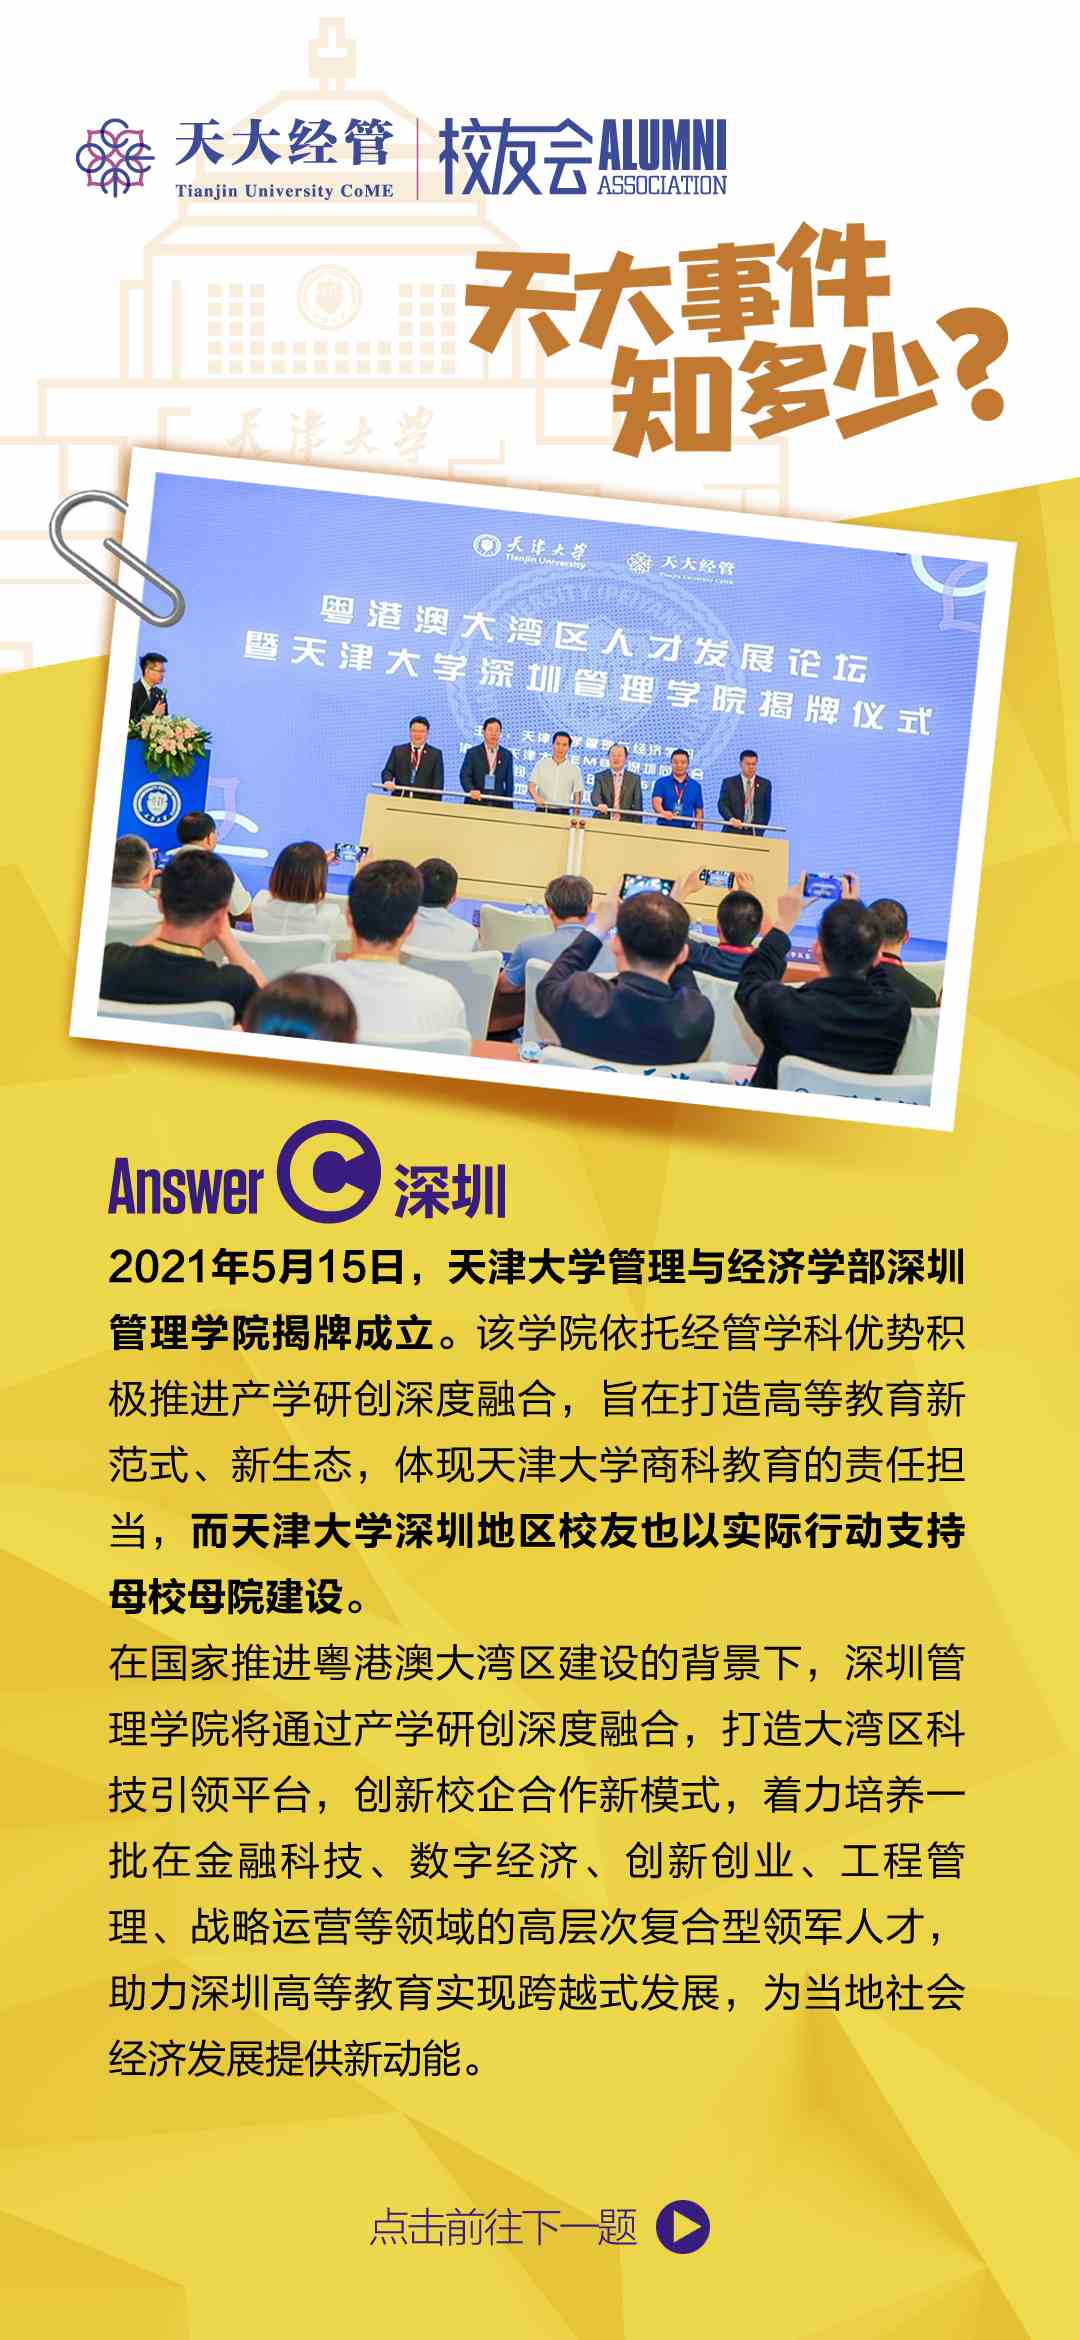 天大经管
Tianjin University CoME
校友会 ALUMNI
ASSOCIATION
天大事件
知多少?
天津大学
天津大学
Tianjin University
天大经管
粤港澳大湾区人才发展论坛
暨天津大学深圳管理学院揭牌仪式
Answer C 深圳
2021年5月15日，天津大学管理与经济学部深圳
管理学院揭牌成立。该学院依托经管学科优势积
极推进产学研创深度融合，旨在打造高等教育新
范式、新生态，体现天津大学商科教育的责任担
当，而天津大学深圳地区校友也以实际行动支持
母校母院建设。
在国家推进粤港澳大湾区建设的背景下，深圳管
理学院将通过产学研创深度融合，打造大湾区科
技引领平台，创新校企合作新模式，着力培养一
批在金融科技、数字经济、创新创业、工程管
理、战略运营等领域的高层次复合型领军人才，
助力深圳高等教育实现跨越式发展，为当地社会
经济发展提供新动能。
点击前往下一题